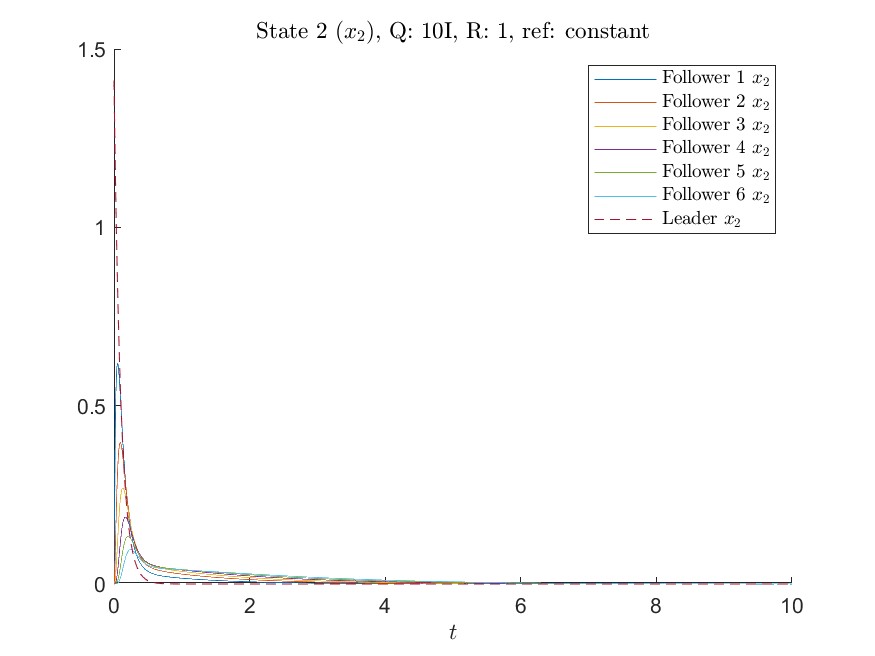 State 2 (x₂), Q: 10I, R: 1, ref: constant
1.5
1
0.5
0
Follower 1 x₂
Follower 2 x₂
Follower 3 x₂
Follower 4 x₂
Follower 5 x₂
Follower 6 x₂
Leader x₂
0 2 4 6 8 10
t